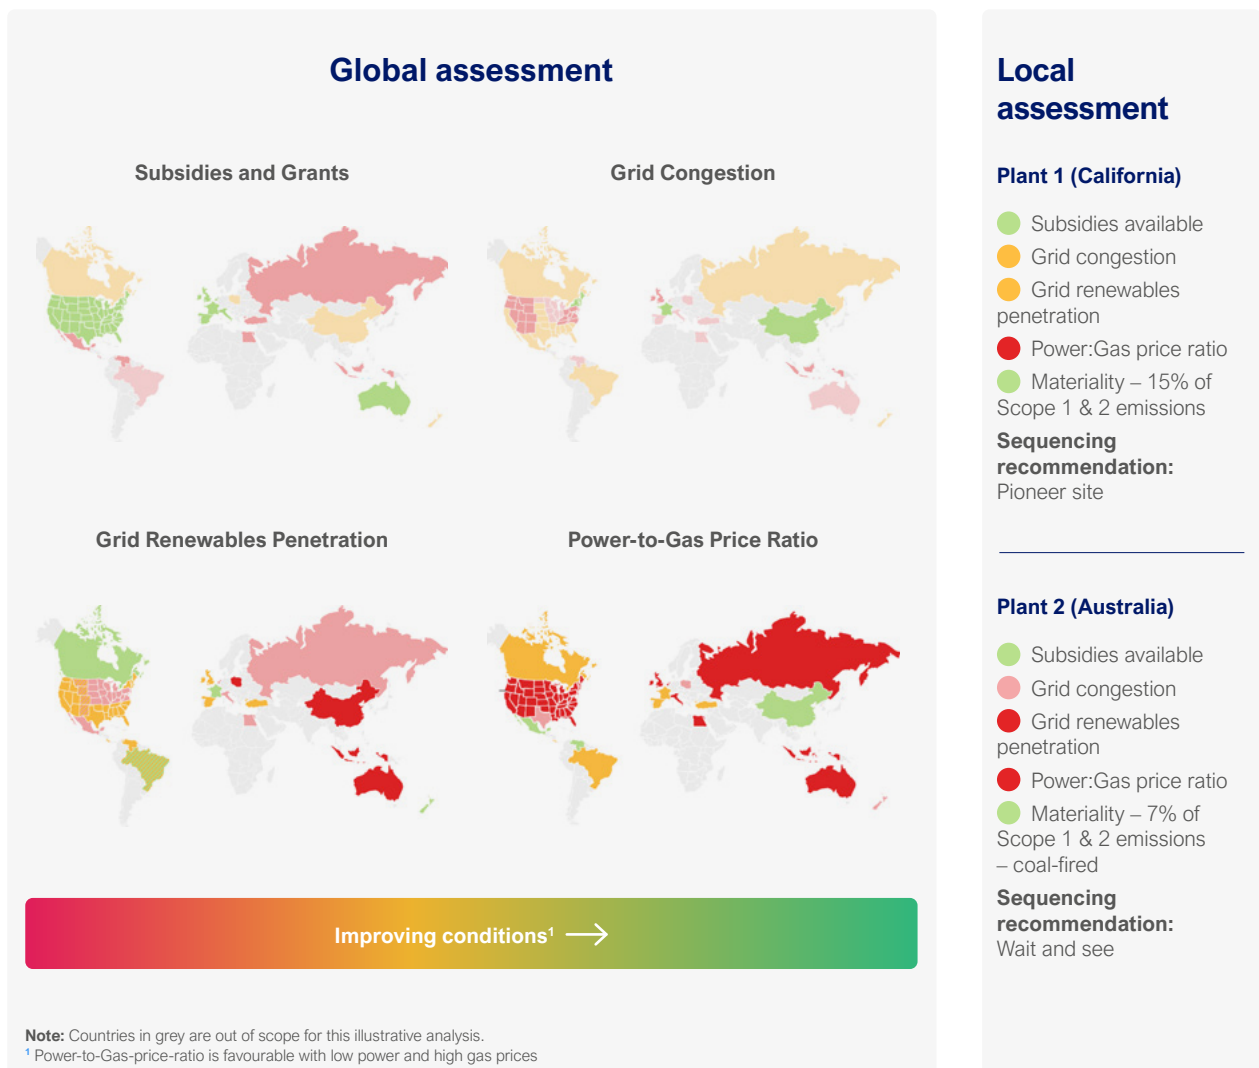 Global assessment
Subsidies and Grants
Grid Congestion
Grid Renewables Penetration
Power-to-Gas Price Ratio
Improving conditions¹ →
Note: Countries in grey are out of scope for this illustrative analysis.
¹ Power-to-Gas-price-ratio is favourable with low power and high gas prices
Local
assessment
Plant 1 (California)
Subsidies available
Grid congestion
Grid renewables
penetration
Power:Gas price ratio
Materiality – 15% of
Scope 1 & 2 emissions
Sequencing
recommendation:
Pioneer site
Plant 2 (Australia)
Subsidies available
Grid congestion
Grid renewables
penetration
Power:Gas price ratio
Materiality – 7% of
Scope 1 & 2 emissions
– coal-fired
Sequencing
recommendation:
Wait and see